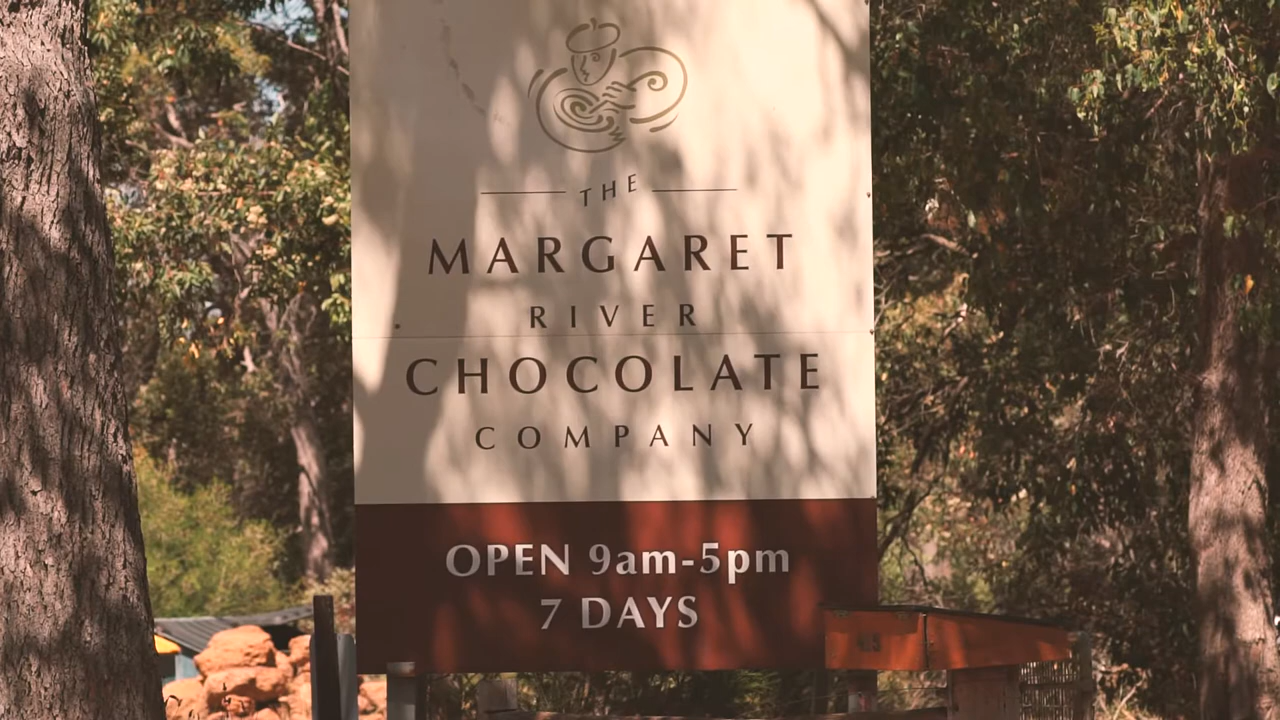 THE
MARGARET
RIVER
CHOCOLATE
COMPANY
OPEN 9am-5pm
7 DAYS